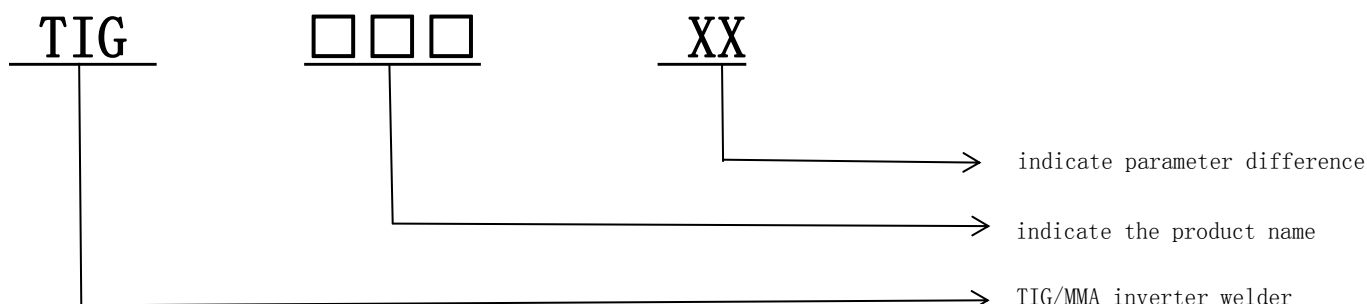 TIG □□□ XX
indicate parameter difference
indicate the product name
TIG/MMA inverter welder